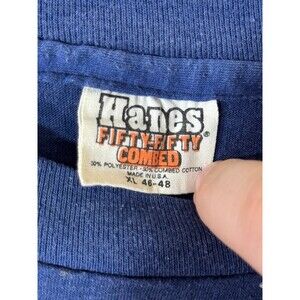 Hanes®
FIFTY-FIFTY
COMBED
50% POLYESTER - 50% COMBED COTTON
MADE IN U.S.A.
XL 46-48